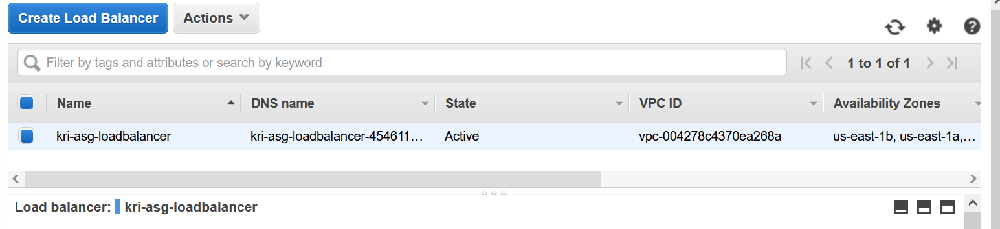 Create Load Balancer Actions
Filter by tags and attributes or search by keyword 1 to 1 of 1
Name DNS name State VPC ID Availability Zones
kri-asg-loadbalancer kri-asg-loadbalancer-454611… Active vpc-004278c4370ea268a us-east-1b, us-east-1a,…
Load balancer: kri-asg-loadbalancer